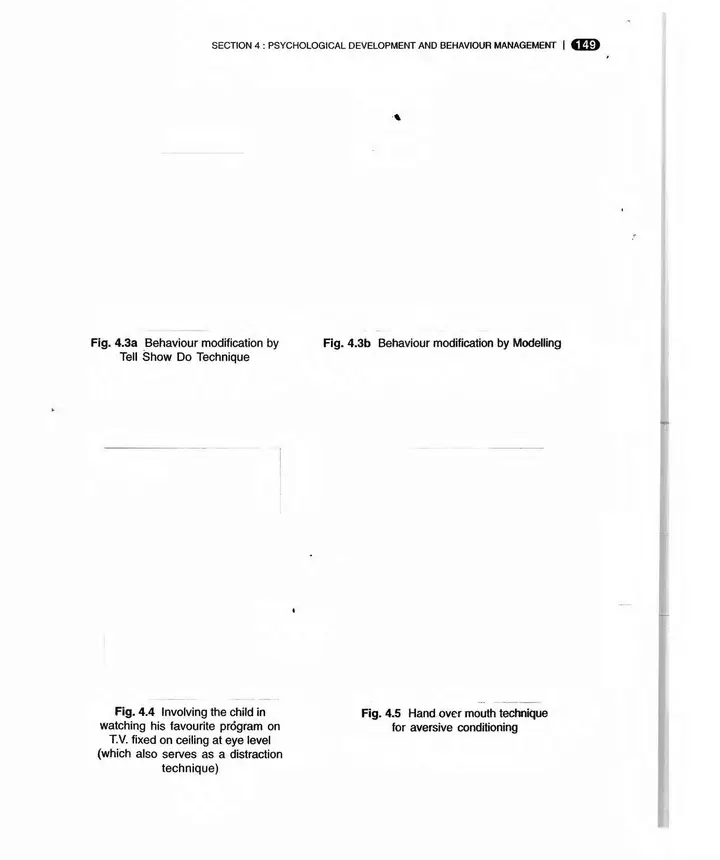 SECTION 4 : PSYCHOLOGICAL DEVELOPMENT AND BEHAVIOUR MANAGEMENT | 149
Fig. 4.3a Behaviour modification by
Tell Show Do Technique
Fig. 4.3b Behaviour modification by Modelling
Fig. 4.4 Involving the child in
watching his favourite prógram on
T.V. fixed on ceiling at eye level
(which also serves as a distraction
technique)
Fig. 4.5 Hand over mouth technique
for aversive conditioning